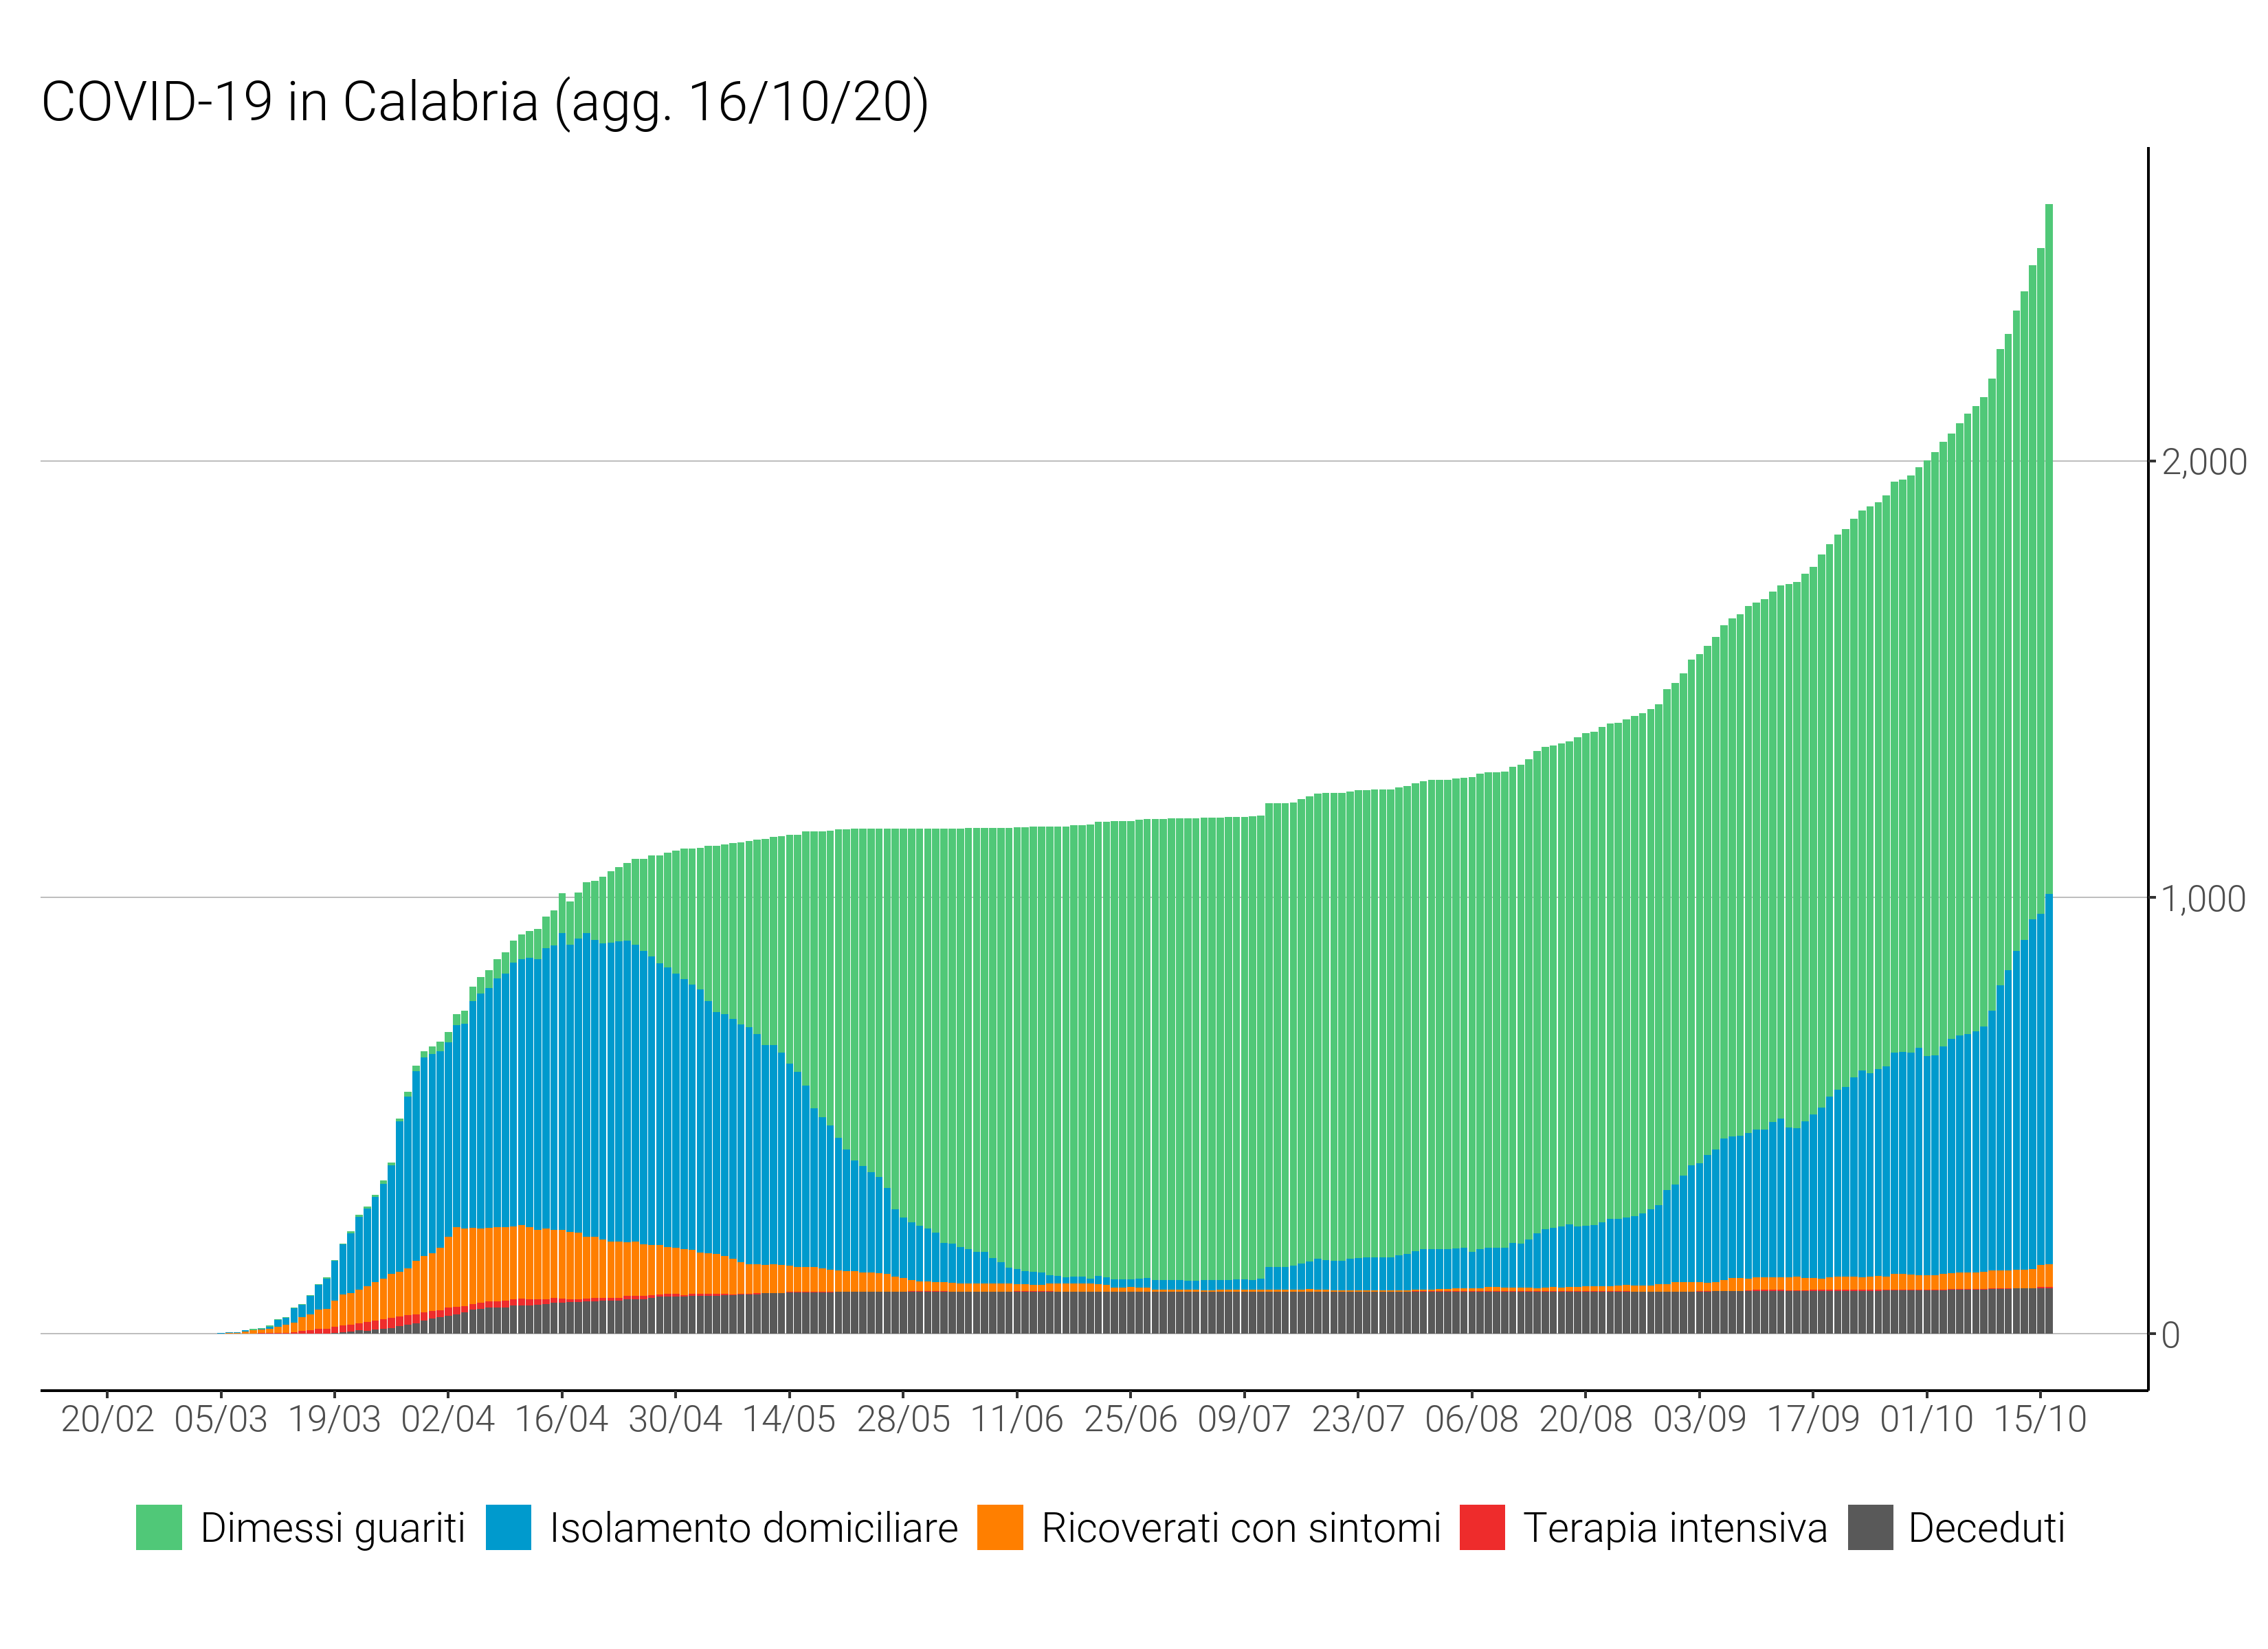 COVID-19 in Calabria (agg. 16/10/20)
2,000
1,000
0
20/02 05/03 19/03 02/04 16/04 30/04 14/05 28/05 11/06 25/06 09/07 23/07 06/08 20/08 03/09 17/09 01/10 15/10
Dimessi guariti Isolamento domiciliare Ricoverati con sintomi Terapia intensiva Deceduti